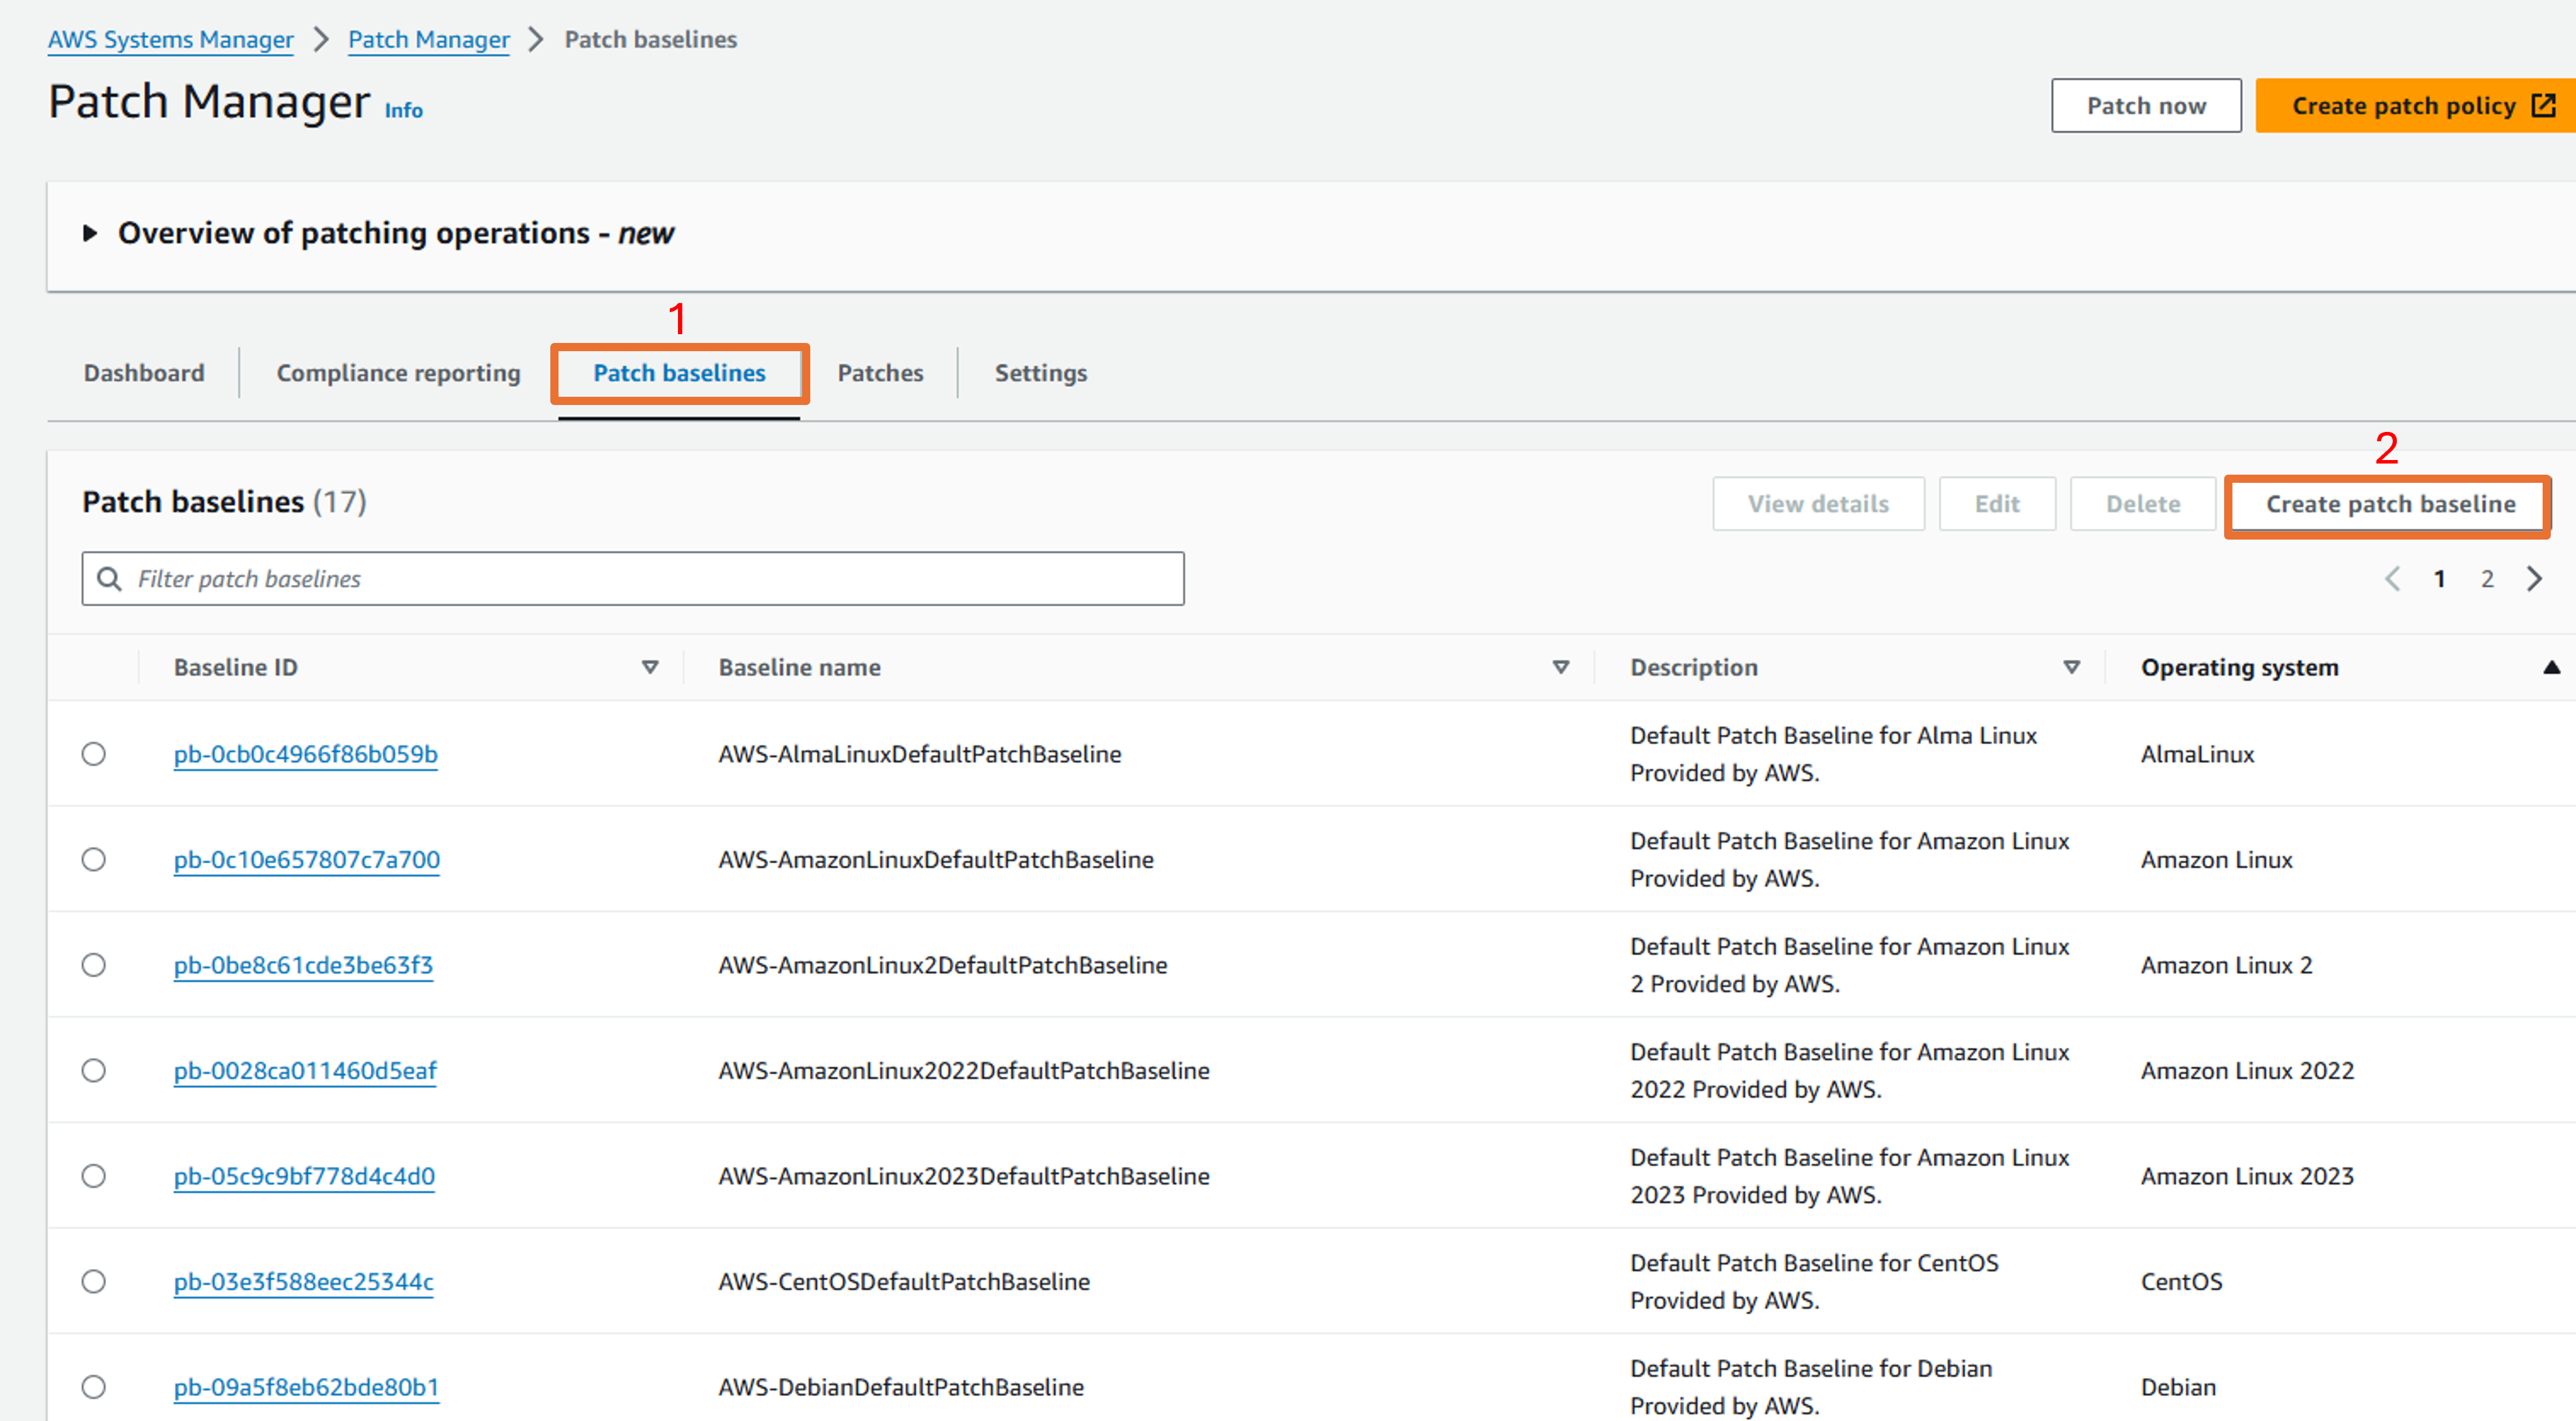 AWS Systems Manager > Patch Manager > Patch baselines
Patch Manager Info
Patch now Create patch policy
Overview of patching operations - new
1
Dashboard Compliance reporting Patch baselines Patches Settings
2
Patch baselines (17)
View details Edit Delete Create patch baseline
Filter patch baselines
1 2
Baseline ID Baseline name Description Operating system
pb-0cb0c4966f86b059b AWS-AlmaLinuxDefaultPatchBaseline Default Patch Baseline for Alma Linux Provided by AWS. AlmaLinux
pb-0c10e657807c7a700 AWS-AmazonLinuxDefaultPatchBaseline Default Patch Baseline for Amazon Linux Provided by AWS. Amazon Linux
pb-0be8c61cde3be63f3 AWS-AmazonLinux2DefaultPatchBaseline Default Patch Baseline for Amazon Linux 2 Provided by AWS. Amazon Linux 2
pb-0028ca011460d5eaf AWS-AmazonLinux2022DefaultPatchBaseline Default Patch Baseline for Amazon Linux 2022 Provided by AWS. Amazon Linux 2022
pb-05c9c9bf778d4c4d0 AWS-AmazonLinux2023DefaultPatchBaseline Default Patch Baseline for Amazon Linux 2023 Provided by AWS. Amazon Linux 2023
pb-03e3f588eec25344c AWS-CentOSDefaultPatchBaseline Default Patch Baseline for CentOS Provided by AWS. CentOS
pb-09a5f8eb62bde80b1 AWS-DebianDefaultPatchBaseline Default Patch Baseline for Debian Provided by AWS. Debian